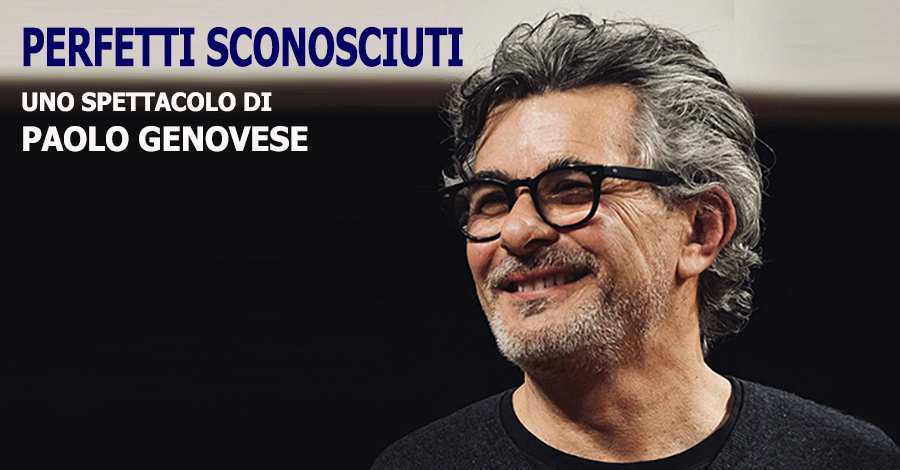 PERFETTI SCONOSCIUTI
UNO SPETTACOLO DI
PAOLO GENOVESE